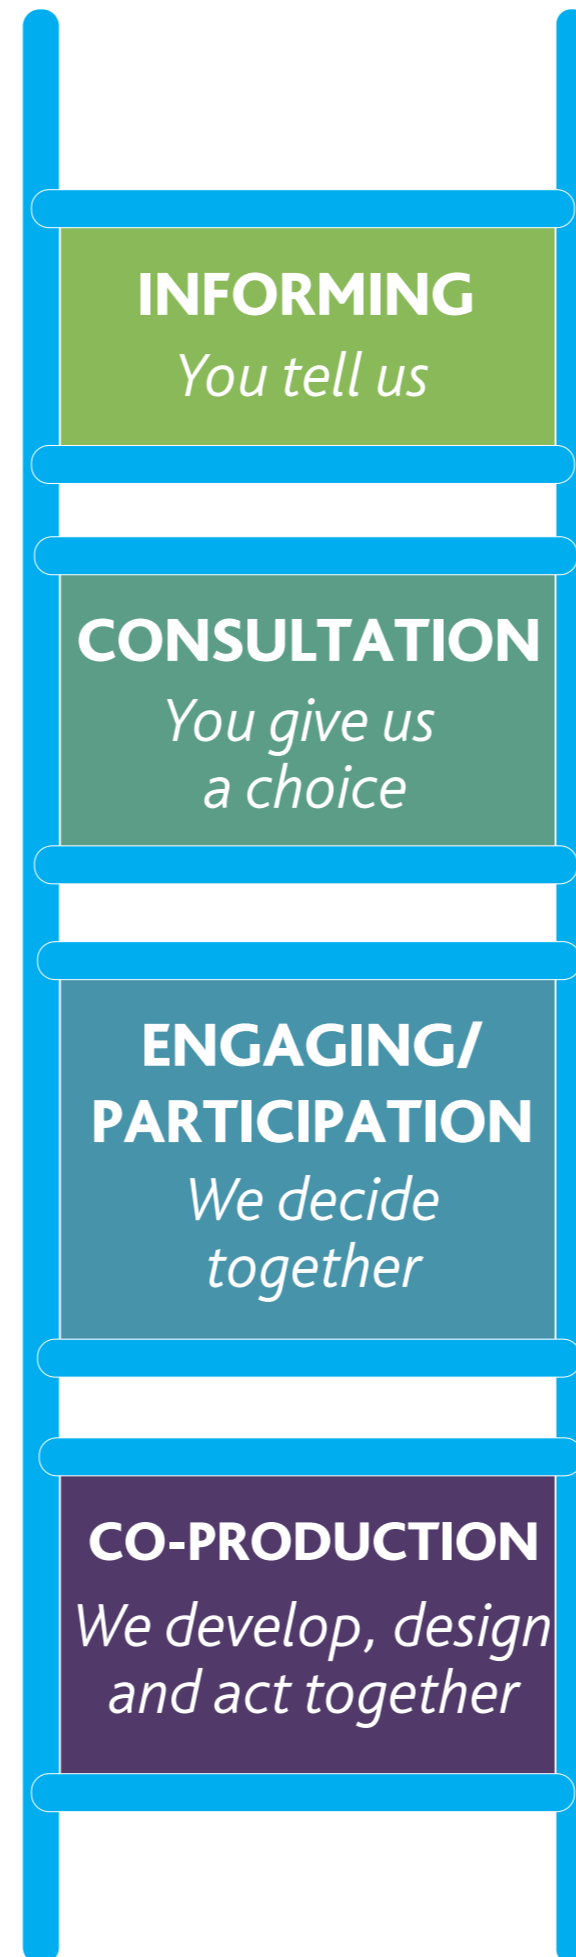 INFORMING
You tell us
CONSULTATION
You give us
a choice
ENGAGING/
PARTICIPATION
We decide
together
CO-PRODUCTION
We develop, design
and act together